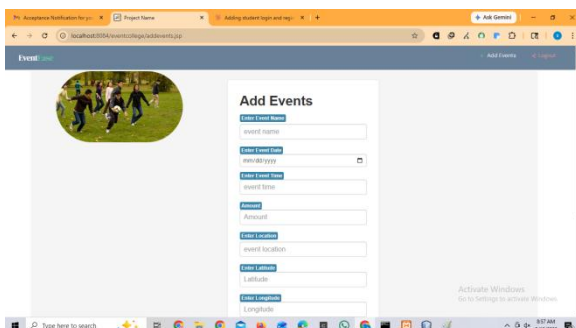 Acceptance Notification for yo
Project Name
Adding student login and regi
Ask Gemini
localhost:8084/eventcollege/addevents.jsp
EventEase
Add Events
Logout
Add Events
Enter Event Name
event name
Enter Event Date
mm/dd/yyyy
Enter Event Time
event time
Amount
Amount
Enter Location
event location
Enter Latitude
Latitude
Enter Longitude
Longitude
Activate Windows
Go to Settings to activate Windows.
Type here to search
9:57 AM